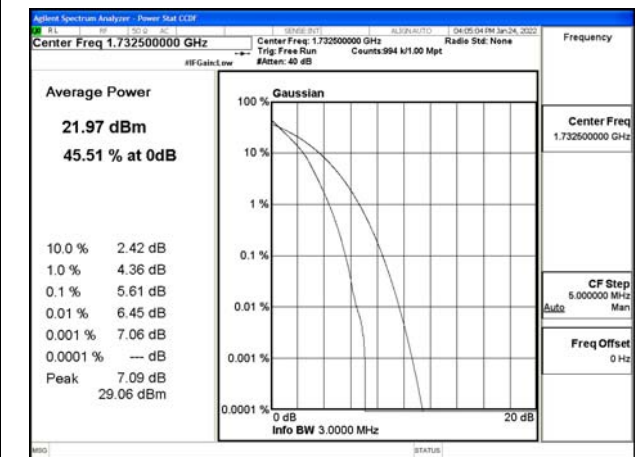 Agilent Spectrum Analyzer - Power Stat CCDF
RL RF 50 Ω AC SENSE:INT ALIGN AUTO 04:05:04 PM Jan 24, 2022
Center Freq 1.732500000 GHz
Center Freq: 1.732500000 GHz Radio Std: None
Trig: Free Run Counts:994 k/1.00 Mpt
#IFGain:Low #Atten: 40 dB
Frequency
Average Power
21.97 dBm
45.51 % at 0dB
10.0 % 2.42 dB
1.0 % 4.36 dB
0.1 % 5.61 dB
0.01 % 6.45 dB
0.001 % 7.06 dB
0.0001 % --- dB
Peak 7.09 dB
29.06 dBm
Gaussian
100 %
10 %
1 %
0.1 %
0.01 %
0.001 %
0.0001 %
0 dB 20 dB
Info BW 3.0000 MHz
Center Freq
1.732500000 GHz
CF Step
5.000000 MHz
Auto Man
Freq Offset
0 Hz
MSG STATUS